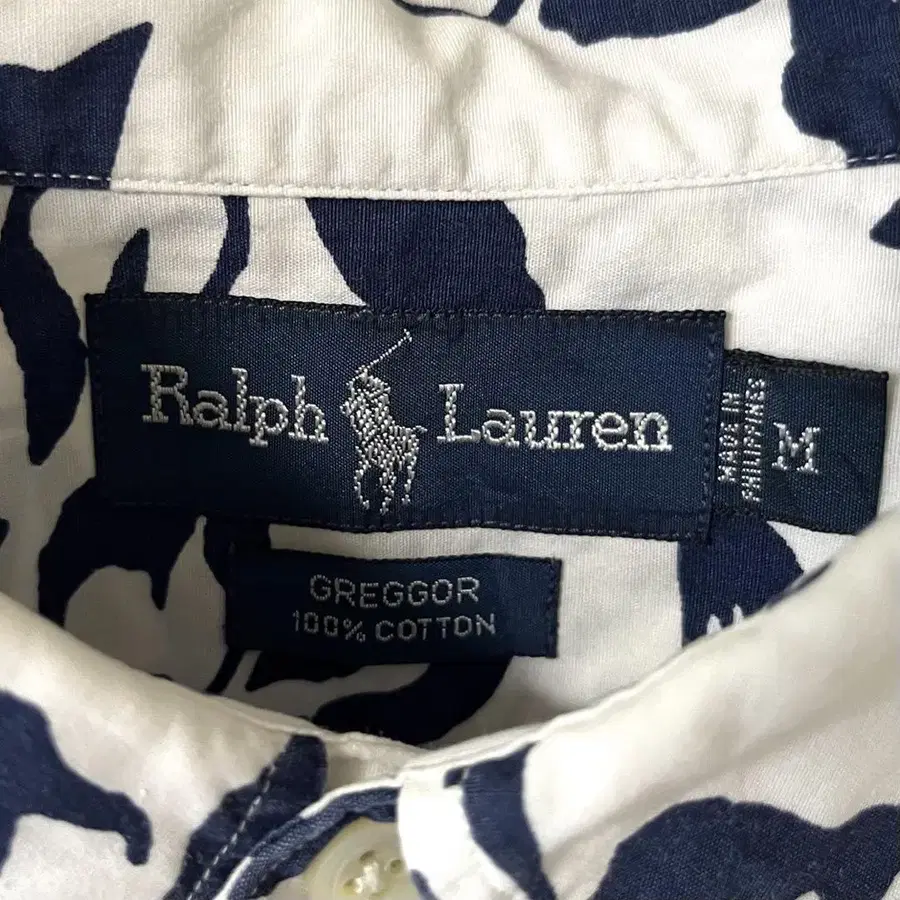 Ralph Lauren
MADE IN
PHILIPPINES
M
GREGGOR
100% COTTON